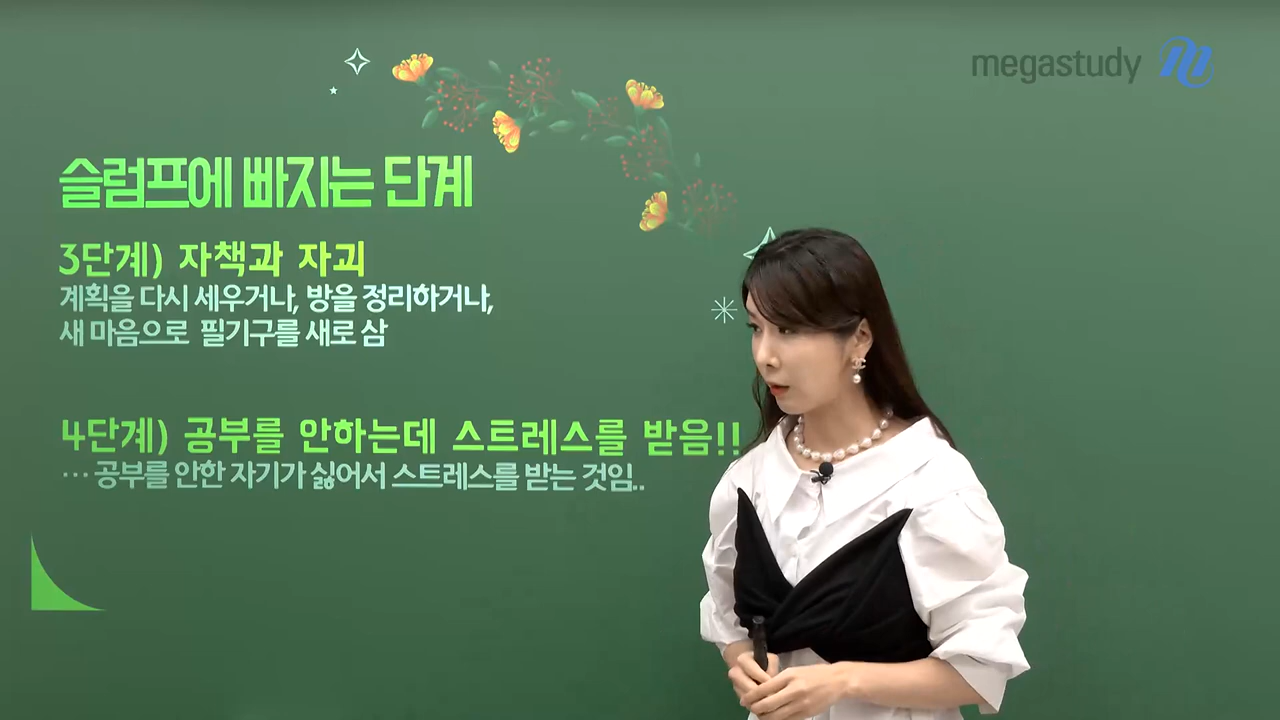 megastudy
슬럼프에 빠지는 단계
3단계) 자책과 자괴
계획을 다시 세우거나, 방을 정리하거나,
새 마음으로 필기구를 새로 삼
4단계) 공부를 안하는데 스트레스를 받음!!
… 공부를 안한 자기가 싫어서 스트레스를 받는 것임..